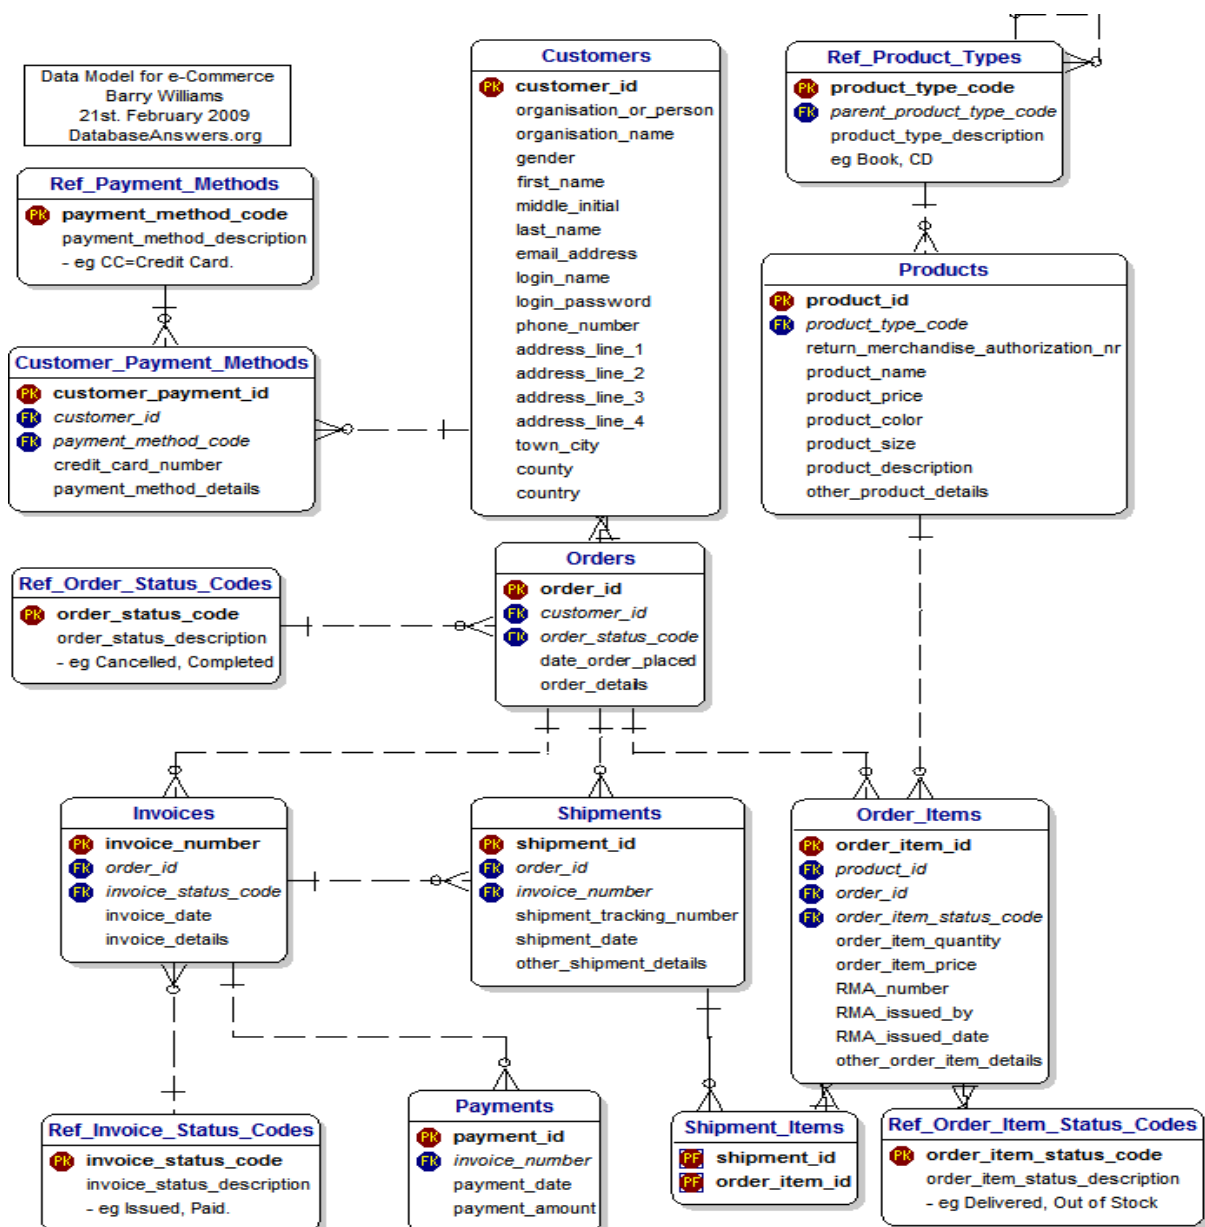 Data Model for e-Commerce
Barry Williams
21st. February 2009
DatabaseAnswers.org
Customers
PK customer_id
organisation_or_person
organisation_name
gender
first_name
middle_initial
last_name
email_address
login_name
login_password
phone_number
address_line_1
address_line_2
address_line_3
address_line_4
town_city
county
country
Ref_Product_Types
PK product_type_code
FK parent_product_type_code
product_type_description
eg Book, CD
Ref_Payment_Methods
PK payment_method_code
payment_method_description
- eg CC=Credit Card.
Products
PK product_id
FK product_type_code
return_merchandise_authorization_nr
product_name
product_price
product_color
product_size
product_description
other_product_details
Customer_Payment_Methods
PK customer_payment_id
FK customer_id
FK payment_method_code
credit_card_number
payment_method_details
Orders
PK order_id
FK customer_id
FK order_status_code
date_order_placed
order_details
Ref_Order_Status_Codes
PK order_status_code
order_status_description
- eg Cancelled, Completed
Invoices
PK invoice_number
FK order_id
FK invoice_status_code
invoice_date
invoice_details
Shipments
PK shipment_id
FK order_id
FK invoice_number
shipment_tracking_number
shipment_date
other_shipment_details
Order_Items
PK order_item_id
FK product_id
FK order_id
FK order_item_status_code
order_item_quantity
order_item_price
RMA_number
RMA_issued_by
RMA_issued_date
other_order_item_details
Ref_Invoice_Status_Codes
PK invoice_status_code
invoice_status_description
- eg Issued, Paid.
Payments
PK payment_id
FK invoice_number
payment_date
payment_amount
Shipment_Items
PF shipment_id
PF order_item_id
Ref_Order_Item_Status_Codes
PK order_item_status_code
order_item_status_description
- eg Delivered, Out of Stock